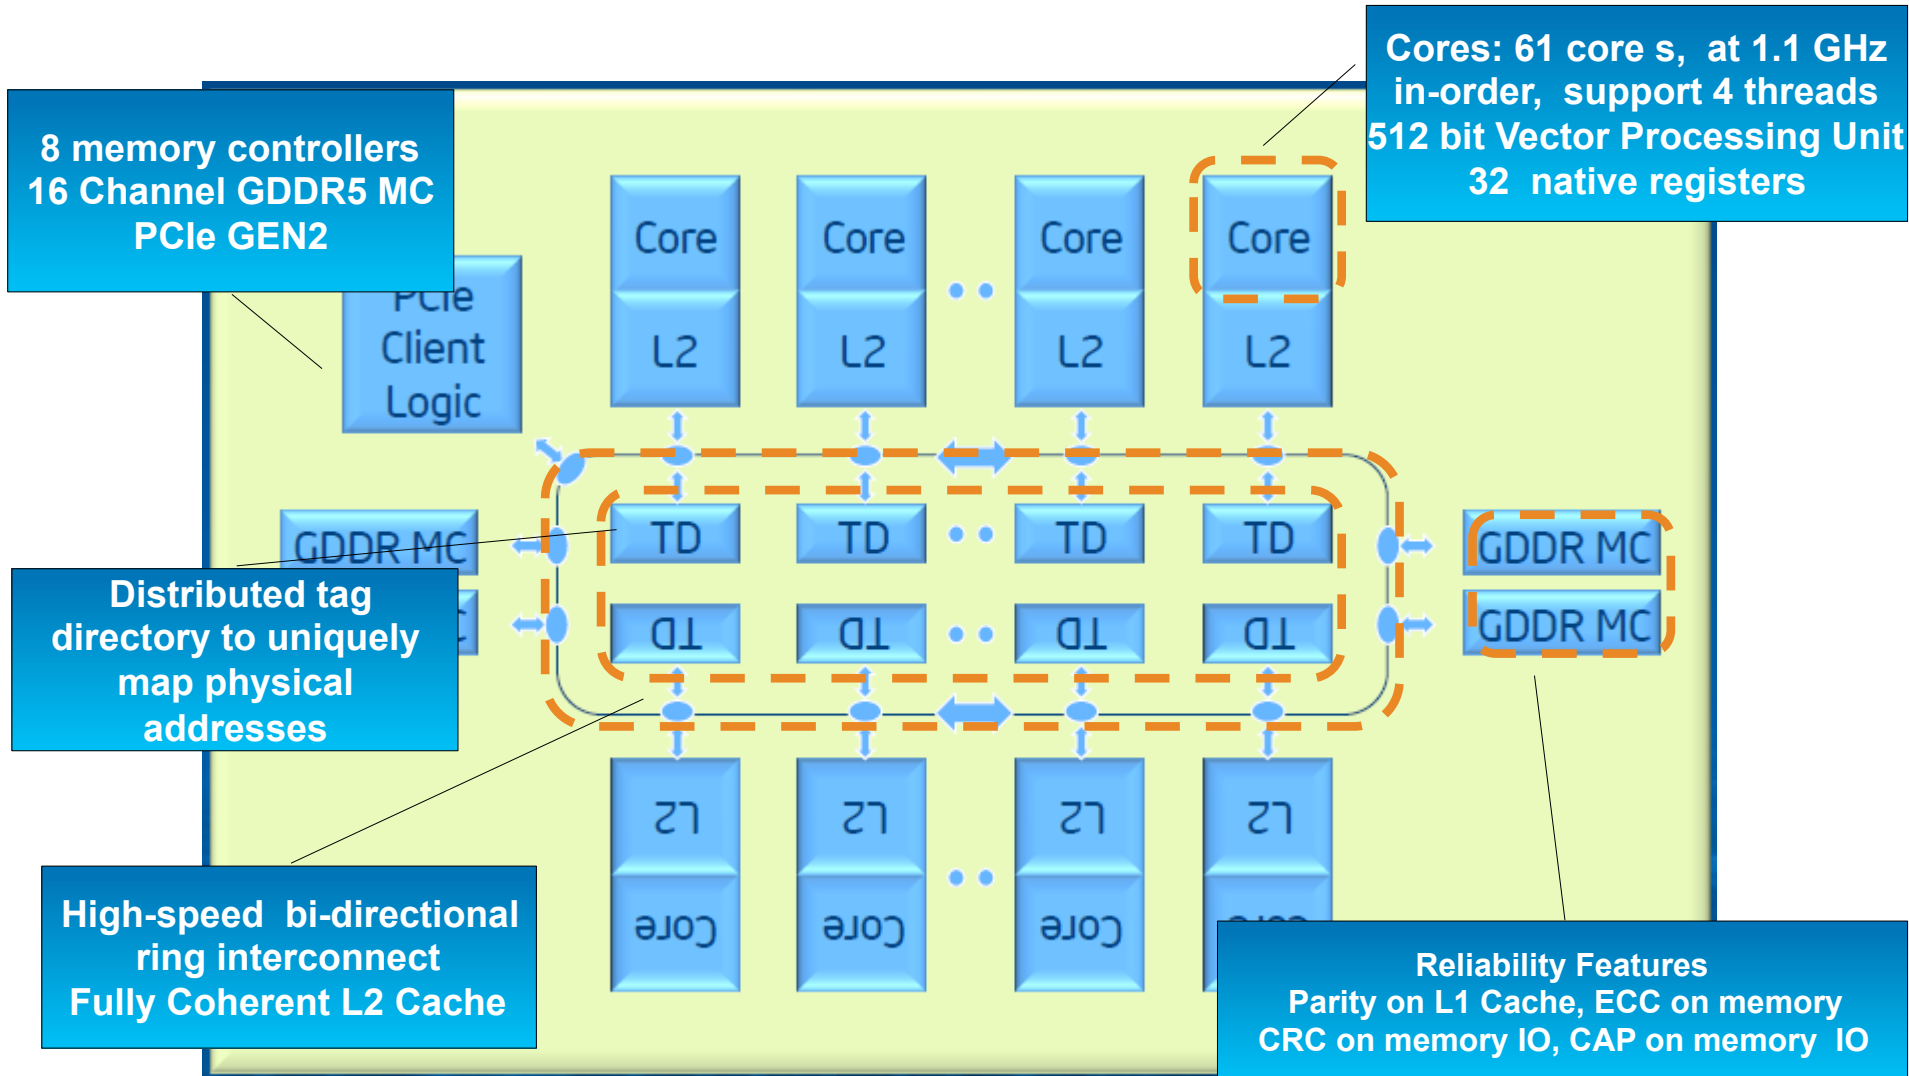 Cores: 61 core s, at 1.1 GHz
in-order, support 4 threads
512 bit Vector Processing Unit
32 native registers
8 memory controllers
16 Channel GDDR5 MC
PCIe GEN2
PCIe
Client
Logic
Core
Core
Core
Core
L2
L2
L2
L2
GDDR MC
TD
TD
TD
TD
GDDR MC
Distributed tag
directory to uniquely
map physical
addresses
TD
TD
TD
TD
GDDR MC
L2
L2
L2
L2
Core
Core
Core
High-speed bi-directional
ring interconnect
Fully Coherent L2 Cache
Reliability Features
Parity on L1 Cache, ECC on memory
CRC on memory IO, CAP on memory IO